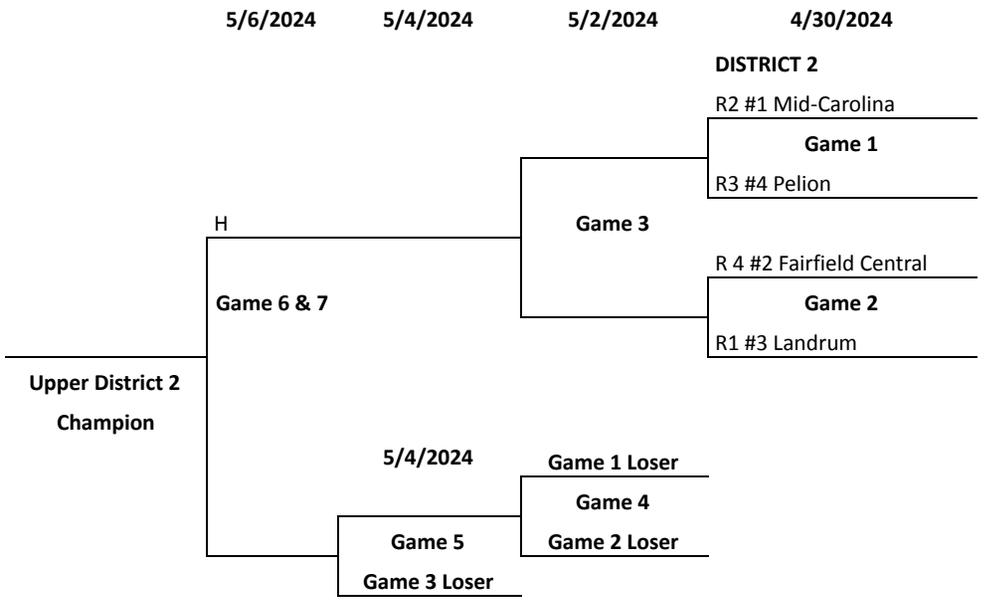 5/6/2024 5/4/2024 5/2/2024 4/30/2024
DISTRICT 2
R2 #1 Mid-Carolina
Game 1
R3 #4 Pelion
H
Game 3
R 4 #2 Fairfield Central
Game 6 & 7
Game 2
R1 #3 Landrum
Upper District 2
Champion
5/4/2024
Game 1 Loser
Game 4
Game 5
Game 2 Loser
Game 3 Loser